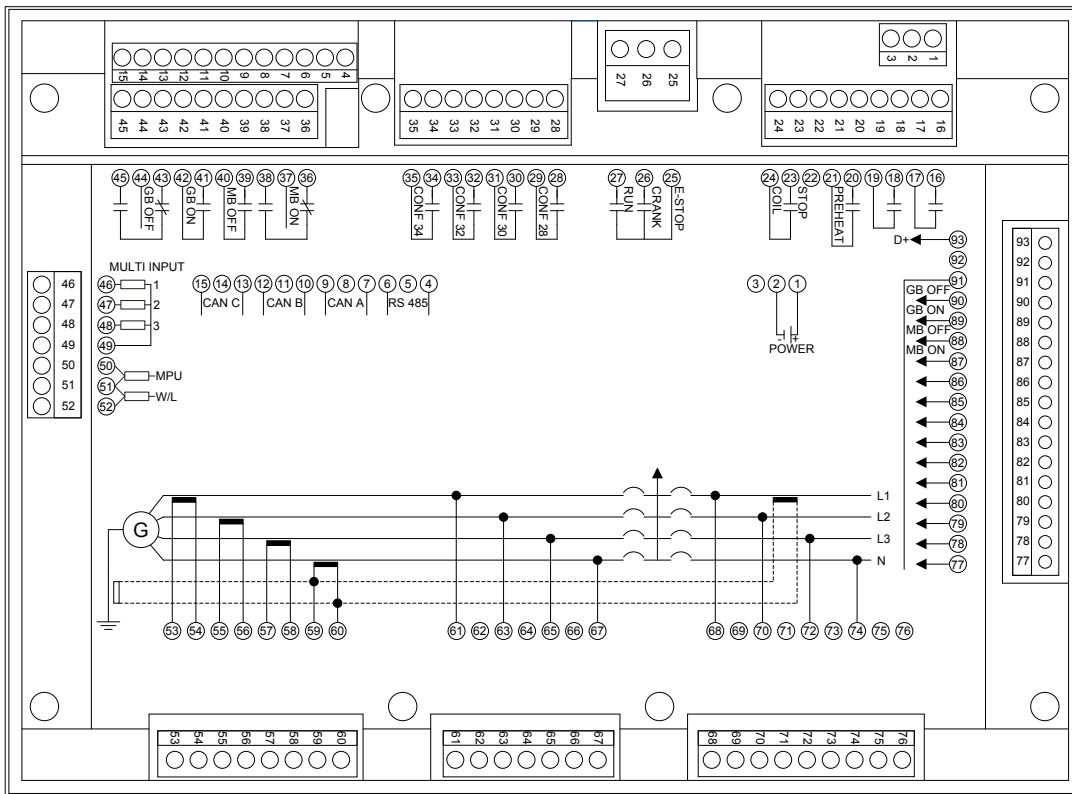 15 14 13 12 11 10 9 8 7 6 5 4
45 44 43 42 41 40 39 38 37 36
35 34 33 32 31 30 29 28
27 26 25
3 2 1
24 23 22 21 20 19 18 17 16
45 44 43 42 41 40 39 38 37 36
GB OFF
GB ON
MB OFF
MB ON
35 34 33 32 31 30 29 28
CONF 34
CONF 32
CONF 30
CONF 28
27 26 25
RUN
CRANK
E-STOP
24 23 22 21 20 19 18 17 16
COIL
STOP
PREHEAT
46
47
48
49
50
51
52
MULTI INPUT
46 1
47 2
48 3
49
50 MPU
51 W/L
52
15 14 13 12 11 10 9 8 7 6 5 4
CAN C CAN B CAN A RS 485
3 2 1
- +
POWER
D+ 93
92
91
GB OFF 90
GB ON 89
MB OFF 88
MB ON 87
86
85
84
83
82
81
80
79
78
77
93
92
91
90
89
88
87
86
85
84
83
82
81
80
79
78
77
G
L1
L2
L3
N
53 54 55 56 57 58 59 60 61 62 63 64 65 66 67 68 69 70 71 72 73 74 75 76
53 54 55 56 57 58 59 60
61 62 63 64 65 66 67
68 69 70 71 72 73 74 75 76